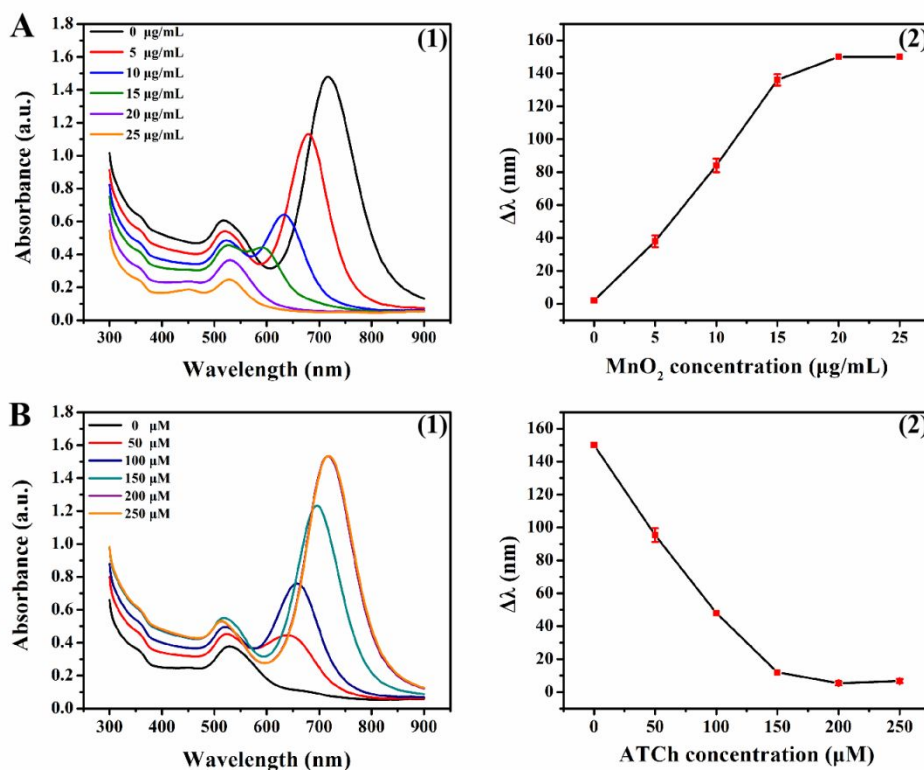 A
(1)
0 µg/mL
5 µg/mL
10 µg/mL
15 µg/mL
20 µg/mL
25 µg/mL
1.8
1.6
1.4
1.2
1.0
0.8
0.6
0.4
0.2
0.0
Absorbance (a.u.)
300 400 500 600 700 800 900
Wavelength (nm)
(2)
160
140
120
100
80
60
40
20
0
Δλ (nm)
0 5 10 15 20 25
MnO₂ concentration (µg/mL)
B
(1)
0 µM
50 µM
100 µM
150 µM
200 µM
250 µM
1.8
1.6
1.4
1.2
1.0
0.8
0.6
0.4
0.2
0.0
Absorbance (a.u.)
300 400 500 600 700 800 900
Wavelength (nm)
(2)
160
140
120
100
80
60
40
20
0
Δλ (nm)
0 50 100 150 200 250
ATCh concentration (µM)